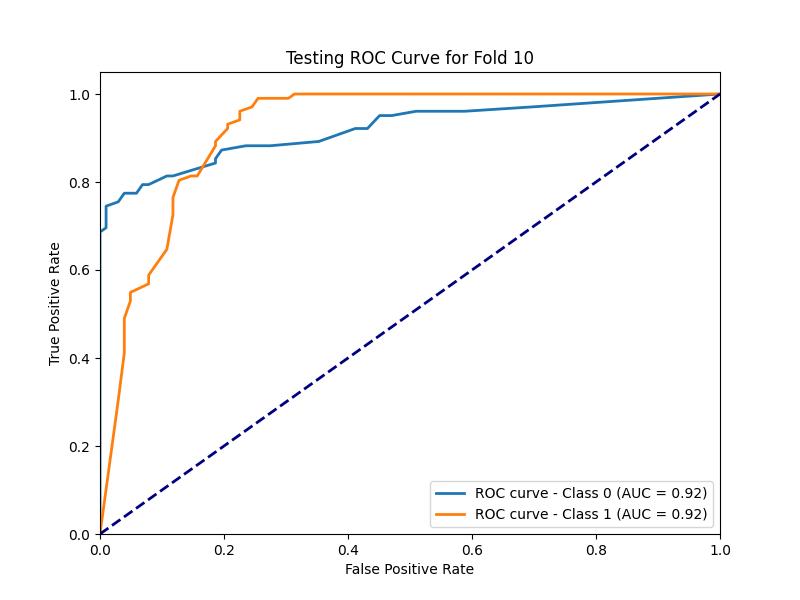 Testing ROC Curve for Fold 10
1.0
0.8
0.6
0.4
0.2
0.0
True Positive Rate
0.0 0.2 0.4 0.6 0.8 1.0
False Positive Rate
ROC curve - Class 0 (AUC = 0.92)
ROC curve - Class 1 (AUC = 0.92)